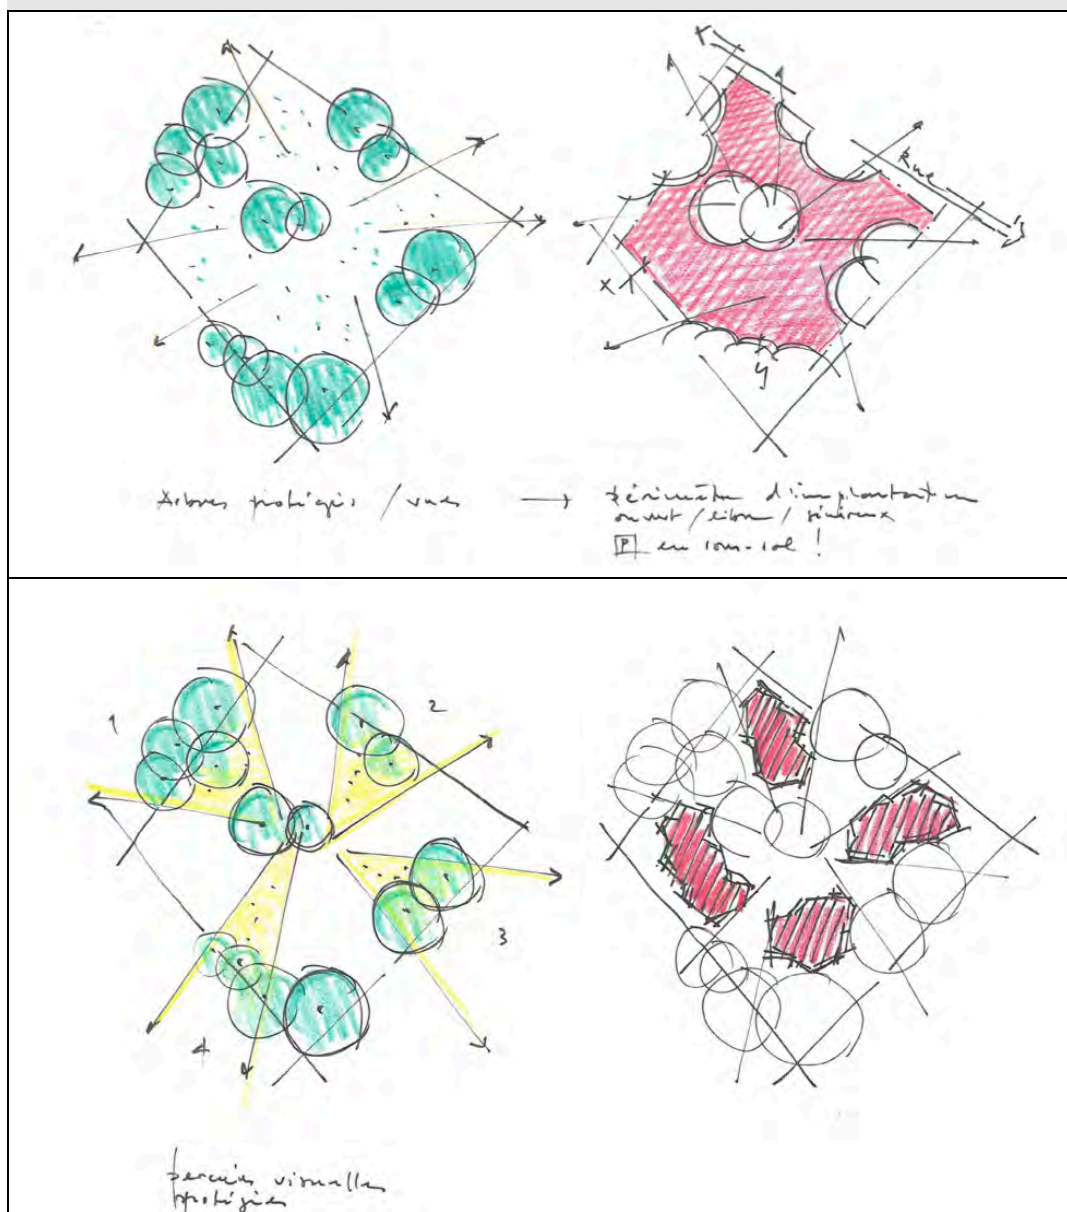 Rue
x
y
Arbres protégés / vues → périmètre d'implantation
ouvert / libre / généreux
P en sous-sol !
1
2
3
4
percées visuelles
protégées